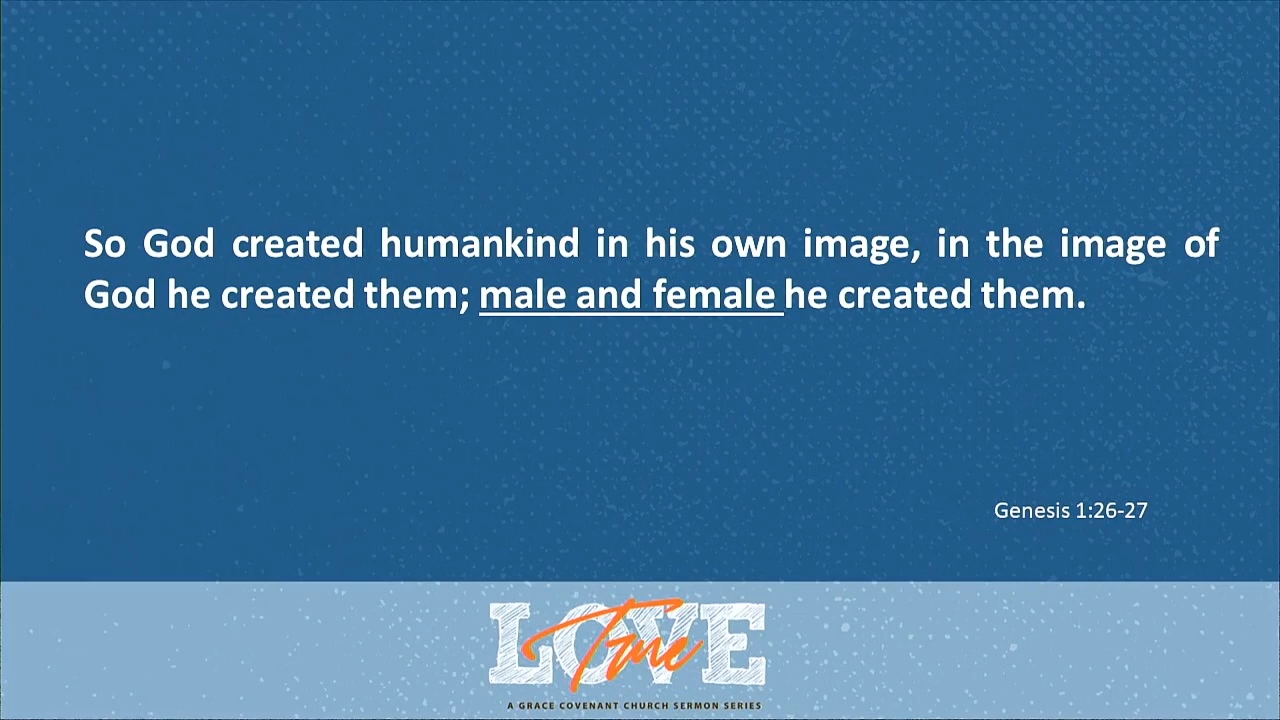 So God created humankind in his own image, in the image of
God he created them; male and female he created them.
Genesis 1:26-27
LOVE
True
A GRACE COVENANT CHURCH SERMON SERIES